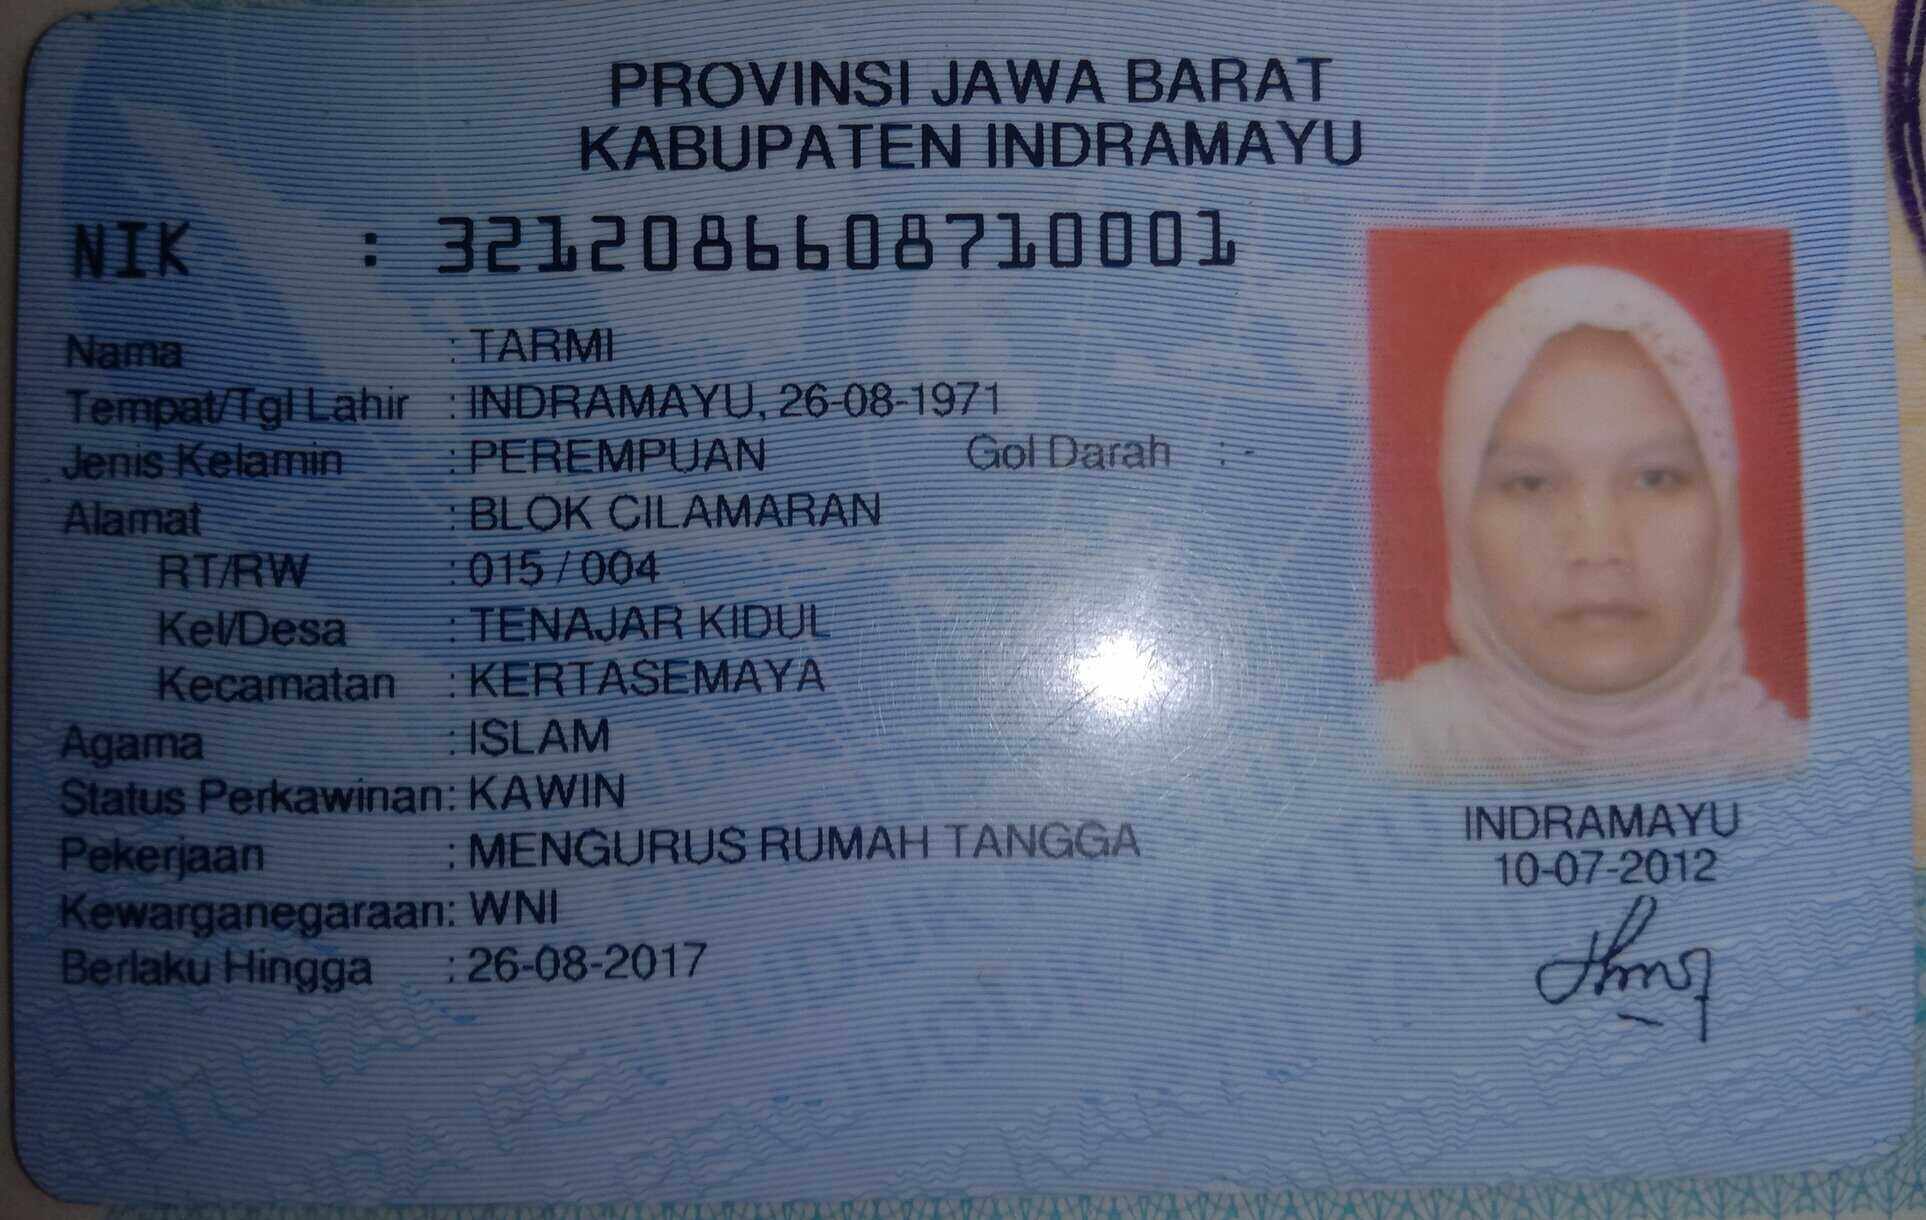 PROVINSI JAWA BARAT
KABUPATEN INDRAMAYU
NIK : 3212086608710001
Nama : TARMI
Tempat/Tgl Lahir : INDRAMAYU, 26-08-1971
Jenis Kelamin : PEREMPUAN Gol Darah : -
Alamat : BLOK CILAMARAN
RT/RW : 015 / 004
Kel/Desa : TENAJAR KIDUL
Kecamatan : KERTASEMAYA
Agama : ISLAM
Status Perkawinan: KAWIN
Pekerjaan : MENGURUS RUMAH TANGGA
Kewarganegaraan: WNI
Berlaku Hingga : 26-08-2017
INDRAMAYU
10-07-2012